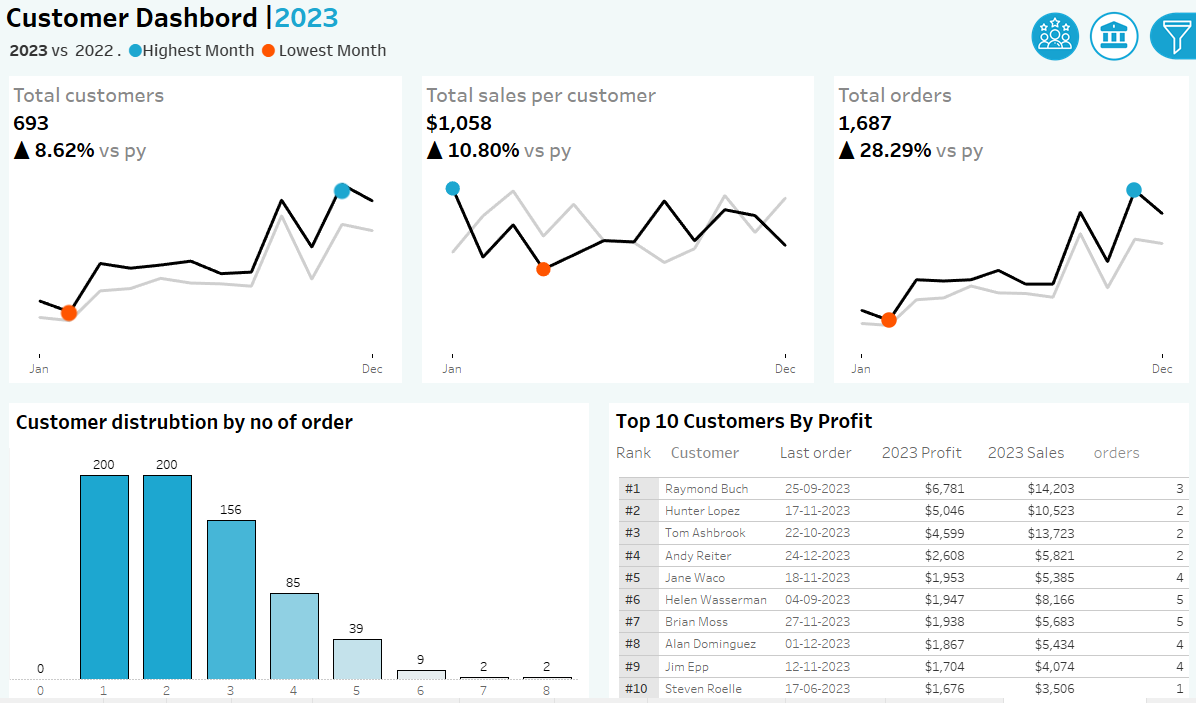 Customer Dashbord |2023
2023 vs 2022 . Highest Month Lowest Month
Total customers
693
▲ 8.62% vs py
Jan Dec
Total sales per customer
$1,058
▲ 10.80% vs py
Jan Dec
Total orders
1,687
▲ 28.29% vs py
Jan Dec
Customer distrubtion by no of order
0 200 200 156 85 39 9 2 2
0 1 2 3 4 5 6 7 8
Top 10 Customers By Profit
Rank Customer Last order 2023 Profit 2023 Sales orders
#1 Raymond Buch 25-09-2023 $6,781 $14,203 3
#2 Hunter Lopez 17-11-2023 $5,046 $10,523 2
#3 Tom Ashbrook 22-10-2023 $4,599 $13,723 2
#4 Andy Reiter 24-12-2023 $2,608 $5,821 2
#5 Jane Waco 18-11-2023 $1,953 $5,385 4
#6 Helen Wasserman 04-09-2023 $1,947 $8,166 5
#7 Brian Moss 27-11-2023 $1,938 $5,683 5
#8 Alan Dominguez 01-12-2023 $1,867 $5,434 4
#9 Jim Epp 12-11-2023 $1,704 $4,074 4
#10 Steven Roelle 17-06-2023 $1,676 $3,506 1